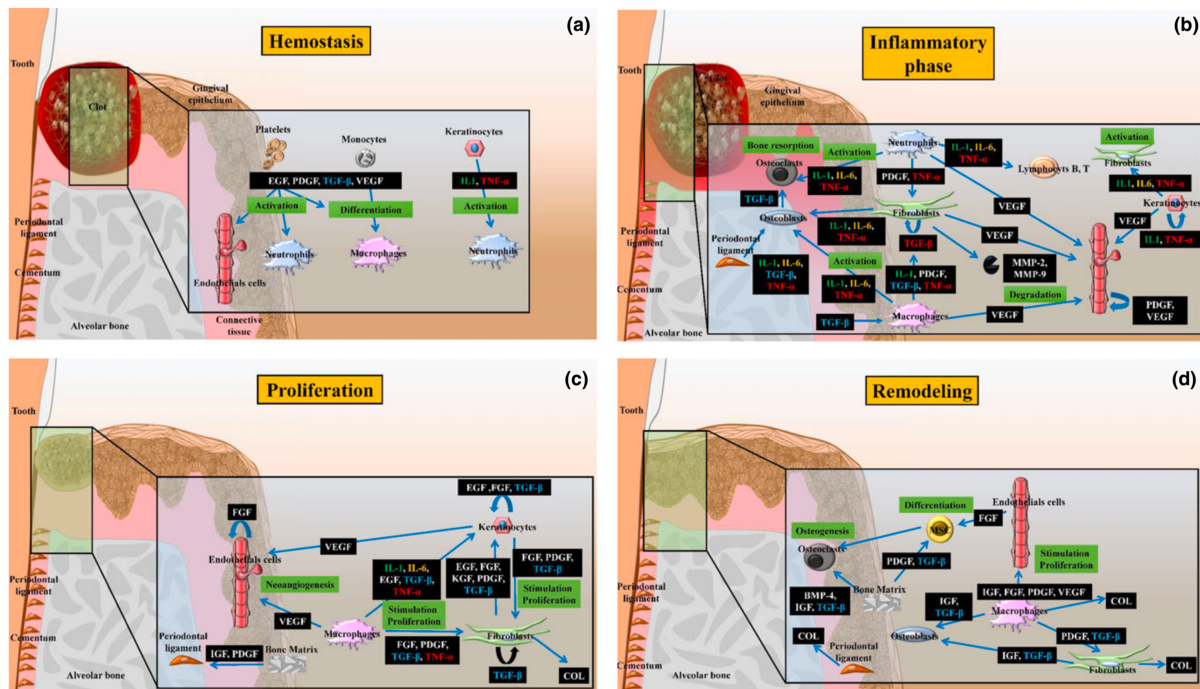 (a)
Hemostasis
Tooth
Clot
Gingival
epithelium
Platelets
Monocytes
Keratinocytes
EGF, PDGF, TGF-β, VEGF
IL1, TNF-α
Activation
Differentiation
Activation
Neutrophils
Macrophages
Neutrophils
Endothelials cells
Periodontal
ligament
Cementum
Alveolar bone
Connective
tissue
(b)
Inflammatory
phase
Tooth
Clot
Gingival
epithelium
Bone resorption
Osteoclasts
Activation
IL-1, IL-6,
TNF-α
Neutrophils
IL-1, IL-6,
TNF-α
Lymphocyts B, T
Activation
Fibroblasts
PDGF, TNF-α
IL1, IL6, TNF-α
TGF-β
Keratinocytes
Osteoblasts
Fibroblasts
VEGF
VEGF
IL1, TNF-α
IL-1, IL-6,
TNF-α
TGF-β
VEGF
Periodontal
ligament
Periodontal
ligament
IL-1, IL-6,
TGF-β,
TNF-α
Activation
IL-1, IL-6,
TNF-α
IL-1, PDGF,
TGF-β, TNF-α
MMP-2,
MMP-9
Degradation
Cementum
TGF-β
Macrophages
VEGF
PDGF,
VEGF
Alveolar bone
(c)
Proliferation
Tooth
EGF ,FGF, TGF-β
Keratinocytes
FGF
VEGF
Endothelials cells
Neoangiogenesis
IL-1, IL-6,
EGF, TGF-β,
TNF-α
EGF, FGF,
KGF, PDGF,
TGF-β
FGF, PDGF,
TGF-β
Stimulation
Proliferation
Stimulation
Proliferation
VEGF
Macrophages
Fibroblasts
FGF, PDGF,
TGF-β, TNF-α
Periodontal
ligament
Periodontal
ligament
IGF, PDGF
Bone Matrix
TGF-β
COL
Cementum
Alveolar bone
(d)
Remodeling
Tooth
Endothelials cells
Differentiation
MSC
FGF
Osteogenesis
Osteoclasts
PDGF, TGF-β
Stimulation
Proliferation
BMP-4,
IGF, TGF-β
Bone Matrix
IGF, FGF, PDGF, VEGF
Macrophages
COL
IGF,
TGF-β
Osteoblasts
PDGF, TGF-β
COL
Periodontal
ligament
Periodontal
ligament
IGF, TGF-β
Fibroblasts
COL
Cementum
Alveolar bone